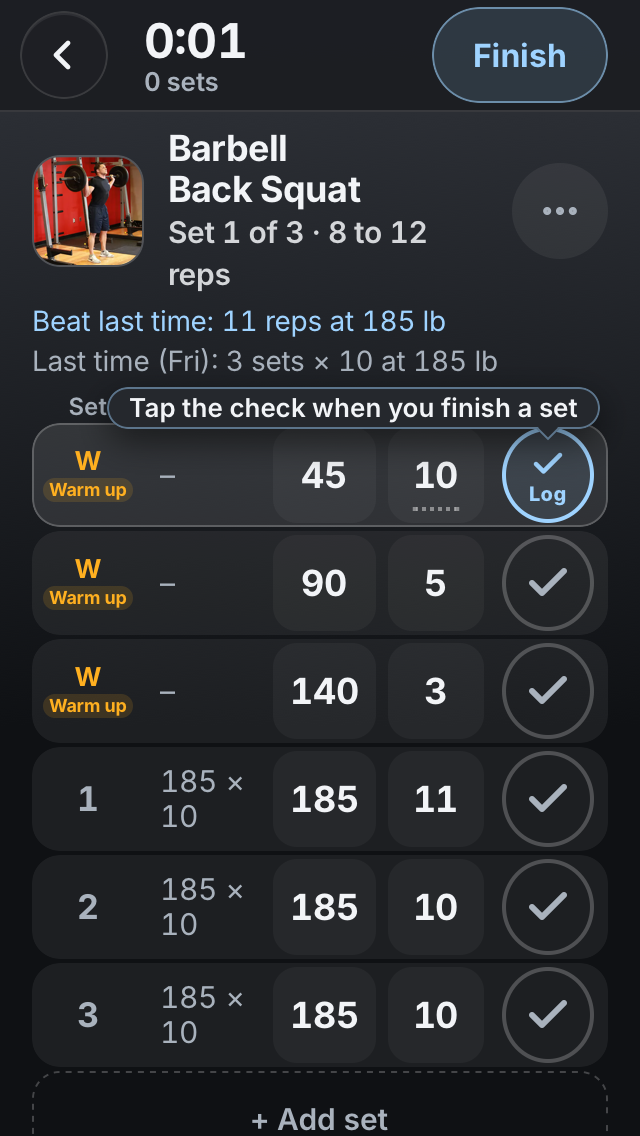 0:01
0 sets
Finish
Barbell
Back Squat
Set 1 of 3 · 8 to 12
reps
Beat last time: 11 reps at 185 lb
Last time (Fri): 3 sets × 10 at 185 lb
Set
Tap the check when you finish a set
W
Warm up
–
45
10
Log
W
Warm up
–
90
5
W
Warm up
–
140
3
1
185 ×
10
185
11
2
185 ×
10
185
10
3
185 ×
10
185
10
+ Add set